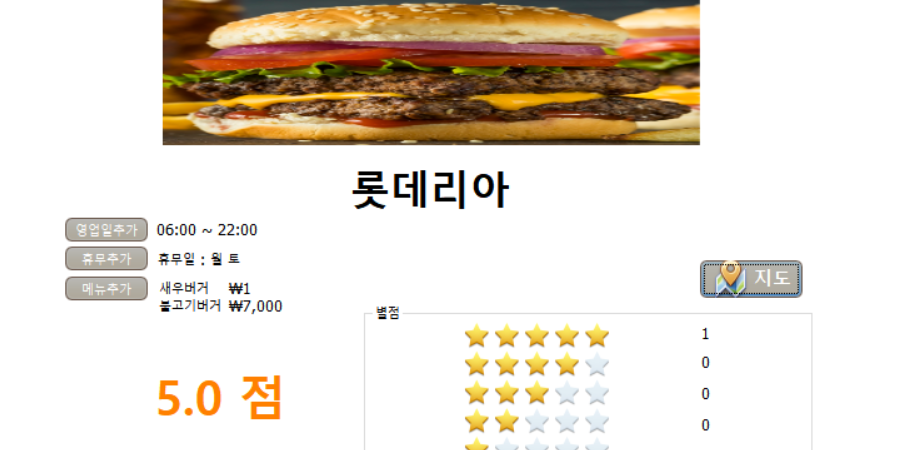 롯데리아
영업일추가 06:00 ~ 22:00
휴무추가 휴무일 : 월 토
메뉴추가 새우버거 ₩1
불고기버거 ₩7,000
지도
별점
1
0
0
0
5.0 점